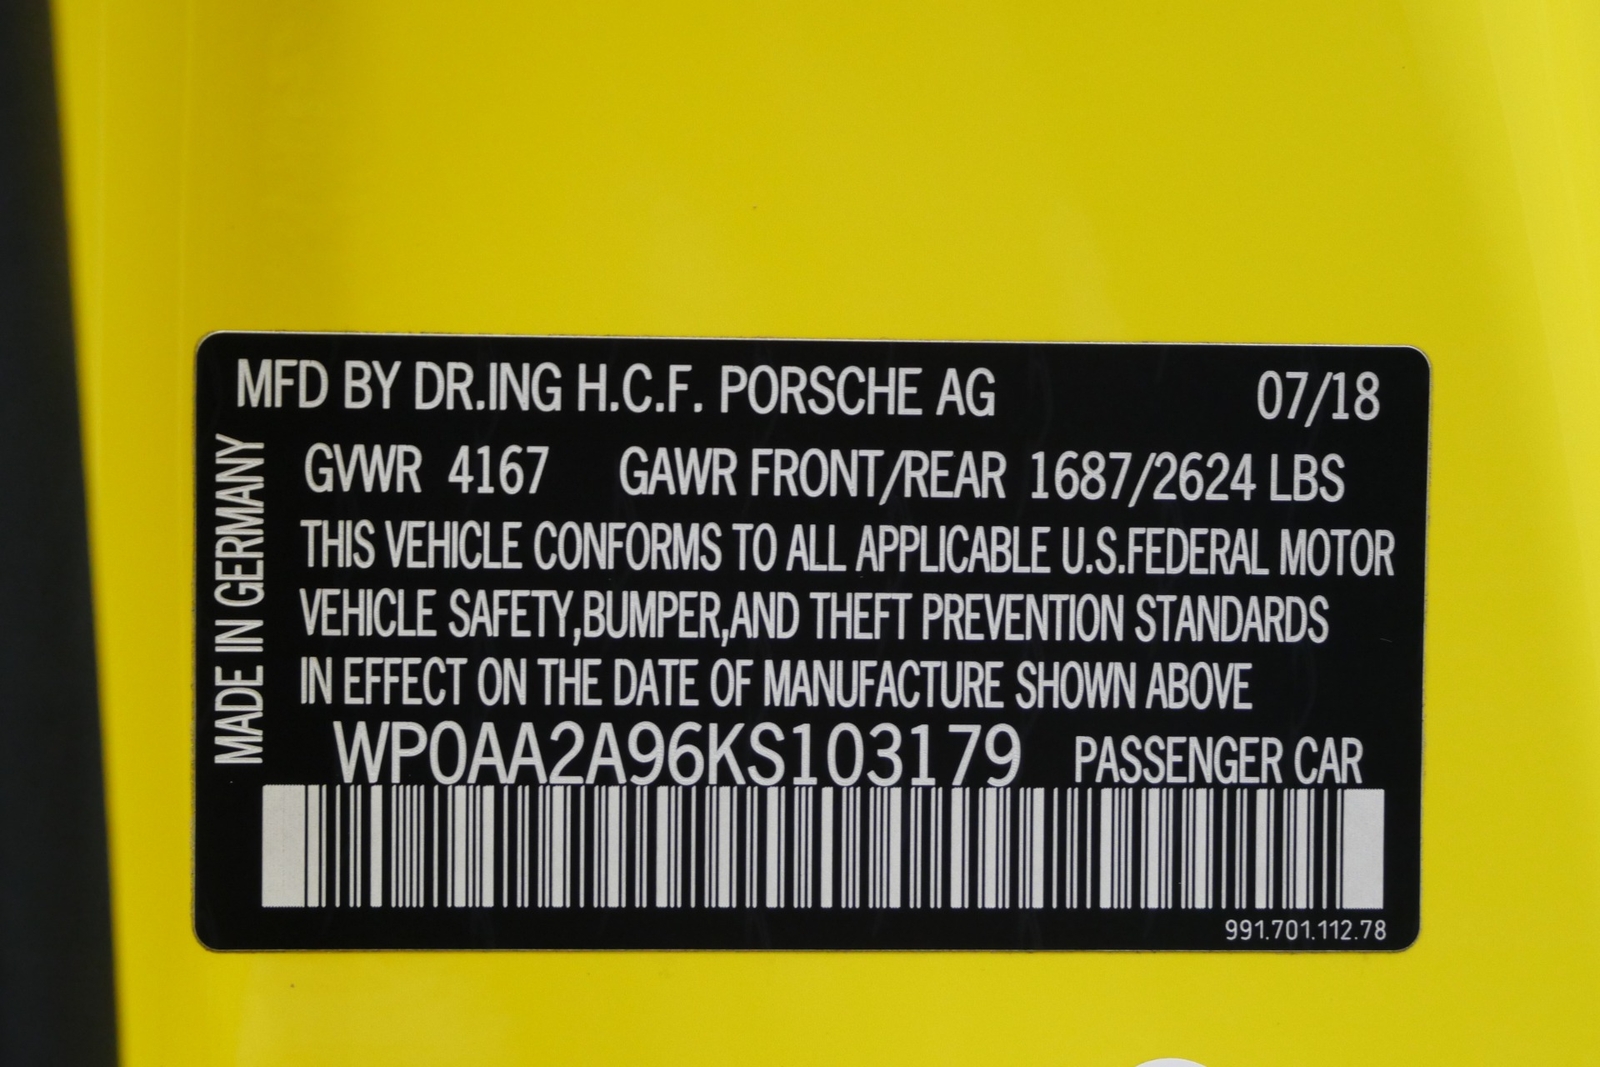 MFD BY DR.ING H.C.F. PORSCHE AG 07/18
MADE IN GERMANY
GVWR 4167 GAWR FRONT/REAR 1687/2624 LBS
THIS VEHICLE CONFORMS TO ALL APPLICABLE U.S.FEDERAL MOTOR
VEHICLE SAFETY,BUMPER,AND THEFT PREVENTION STANDARDS
IN EFFECT ON THE DATE OF MANUFACTURE SHOWN ABOVE
WP0AA2A96KS103179 PASSENGER CAR
991.701.112.78